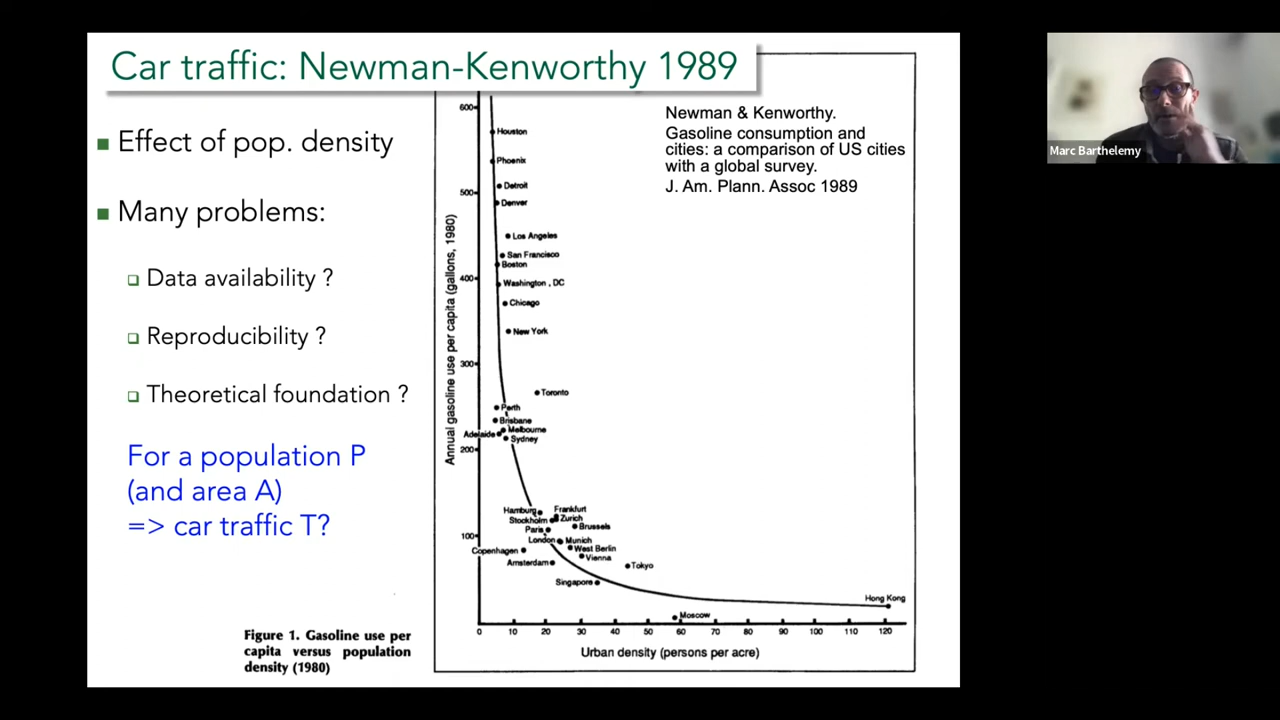 Car traffic: Newman-Kenworthy 1989
Effect of pop. density
Many problems:
Data availability ?
Reproducibility ?
Theoretical foundation ?
For a population P
(and area A)
=> car traffic T?
Figure 1. Gasoline use per
capita versus population
density (1980)
Newman & Kenworthy.
Gasoline consumption and
cities: a comparison of US cities
with a global survey.
J. Am. Plann. Assoc 1989
Annual gasoline use per capita (gallons, 1980)
600
500
400
300
200
100
Houston
Phoenix
Detroit
Denver
Los Angeles
San Francisco
Boston
Washington , DC
Chicago
New York
Toronto
Perth
Brisbane
Melbourne
Adelaide
Sydney
Hamburg
Frankfurt
Stockholm
Zurich
Paris
Brussels
London
Munich
Copenhagen
West Berlin
Vienna
Amsterdam
Tokyo
Singapore
Hong Kong
Moscow
0 10 20 30 40 50 60 70 80 90 100 110 120
Urban density (persons per acre)
Marc Barthelemy